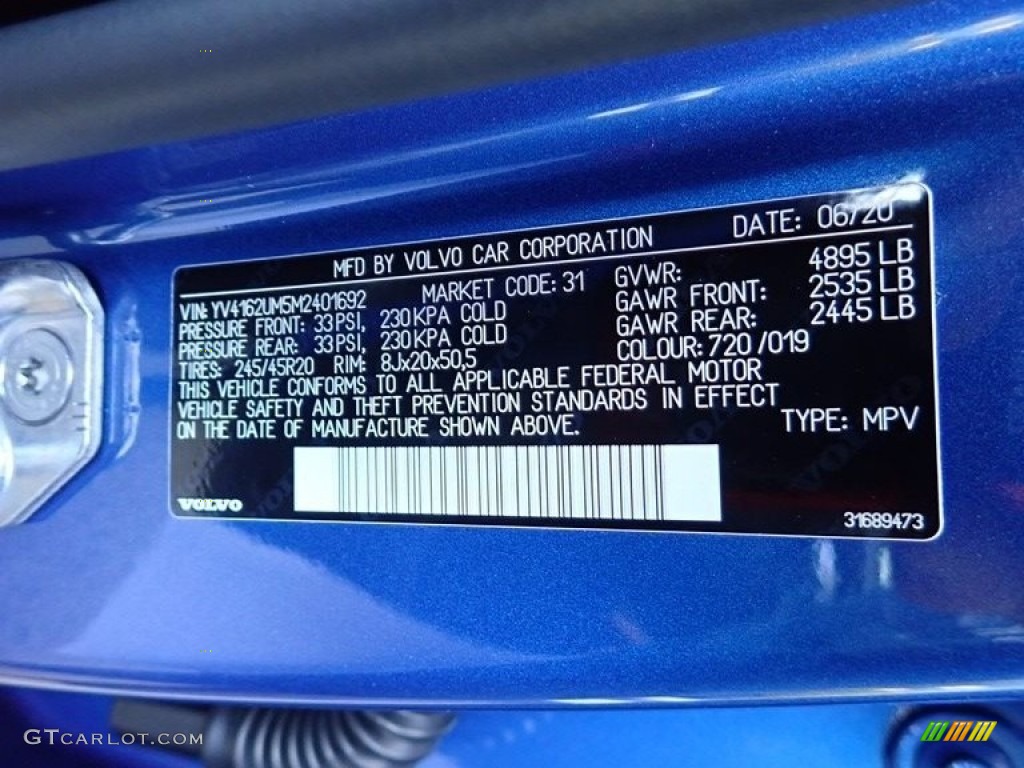 MFD BY VOLVO CAR CORPORATION DATE: 06/20
VIN: YV4162UM5M2401692 MARKET CODE: 31 GVWR: 4895 LB
PRESSURE FRONT: 33 PSI, 230 KPA COLD GAWR FRONT: 2535 LB
PRESSURE REAR: 33 PSI, 230 KPA COLD GAWR REAR: 2445 LB
TIRES: 245/45R20 RIM: 8Jx20x50,5 COLOUR: 720 /019
THIS VEHICLE CONFORMS TO ALL APPLICABLE FEDERAL MOTOR
VEHICLE SAFETY AND THEFT PREVENTION STANDARDS IN EFFECT
ON THE DATE OF MANUFACTURE SHOWN ABOVE. TYPE: MPV
VOLVO 31689473
GTCARLOT.COM